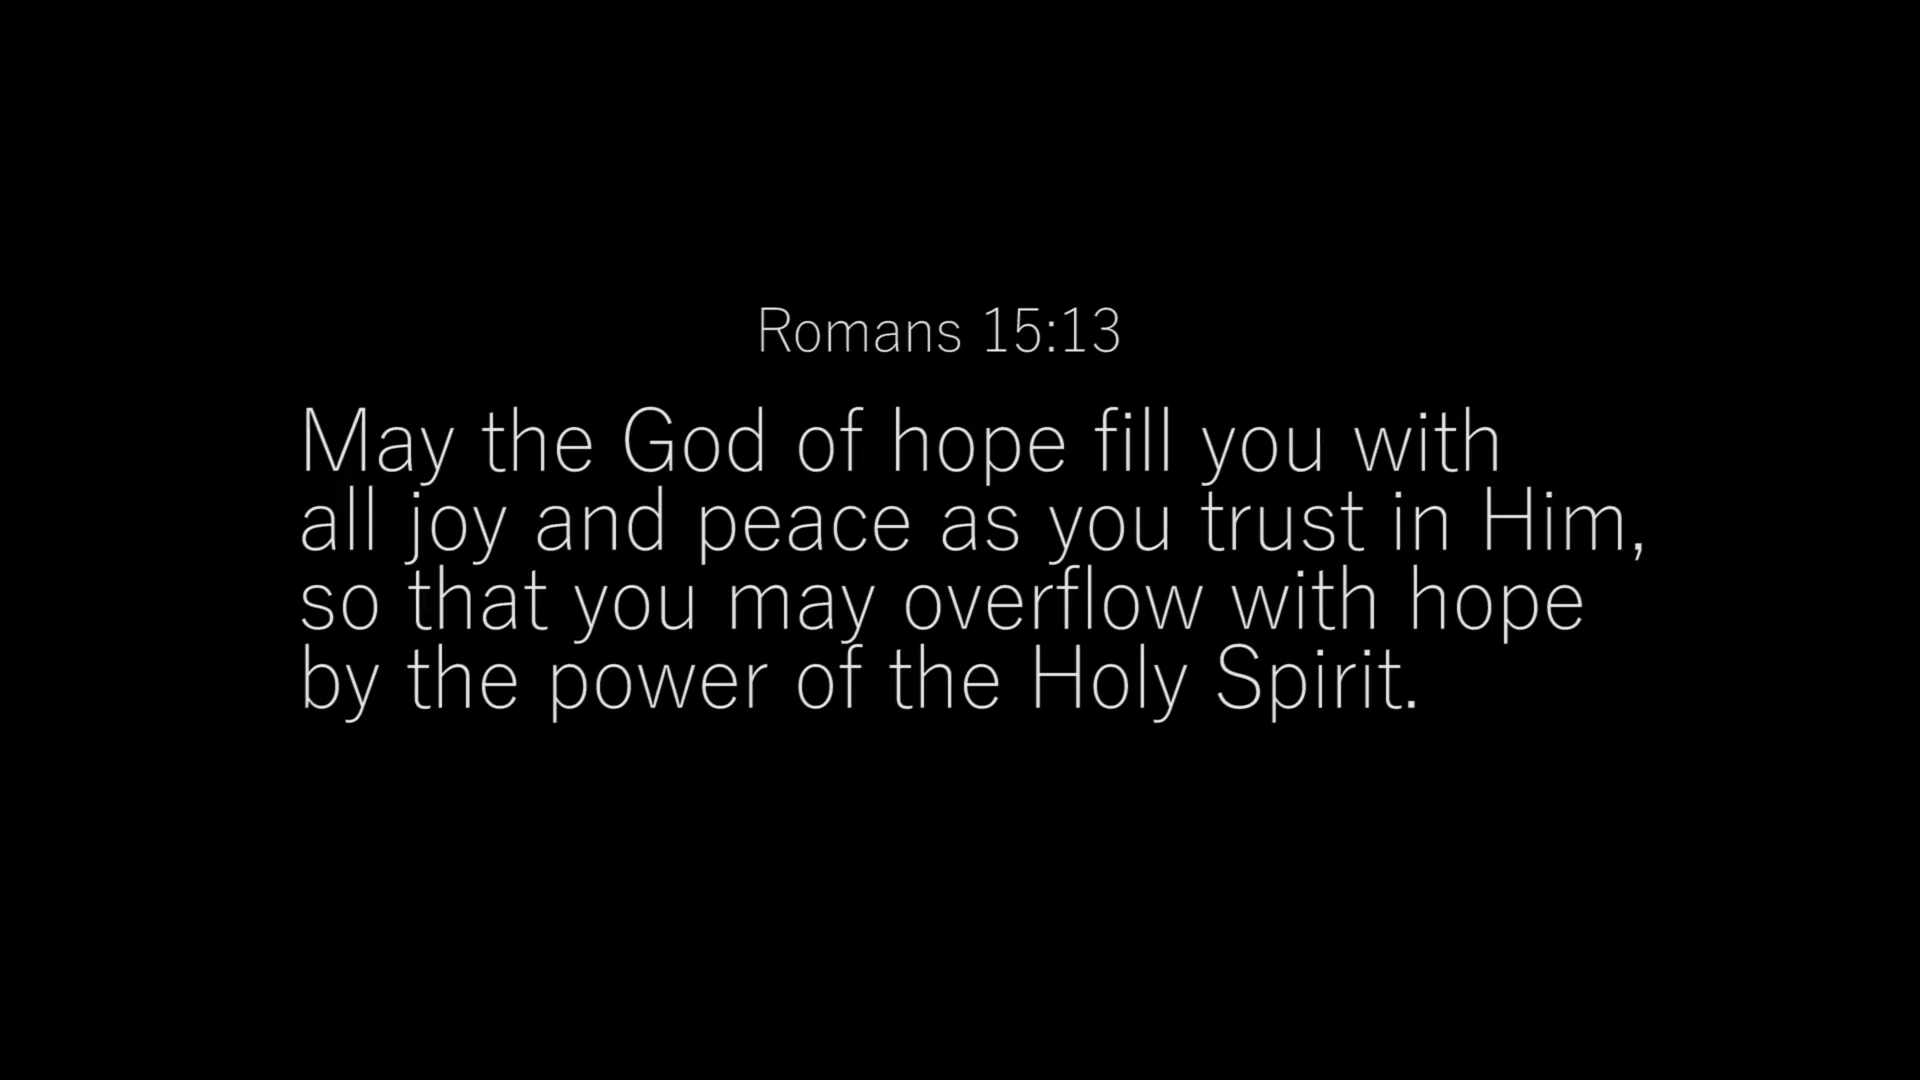 Romans 15:13
May the God of hope fill you with
all joy and peace as you trust in Him,
so that you may overflow with hope
by the power of the Holy Spirit.